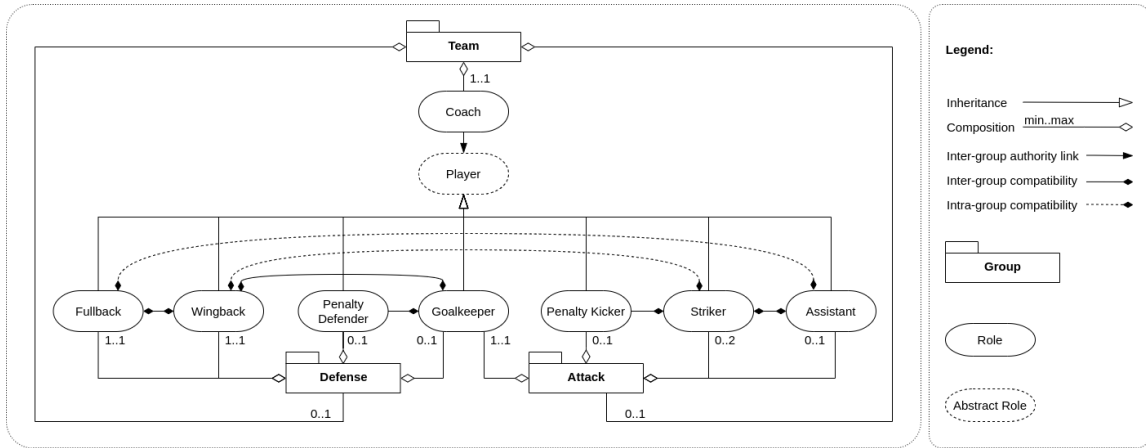 Team
1..1
Coach
Player
Fullback
Wingback
Penalty
Defender
Goalkeeper
Penalty Kicker
Striker
Assistant
1..1
1..1
0..1
0..1
1..1
0..1
0..2
0..1
Defense
Attack
0..1
0..1
Legend:
Inheritance
Composition
min..max
Inter-group authority link
Inter-group compatibility
Intra-group compatibility
Group
Role
Abstract Role